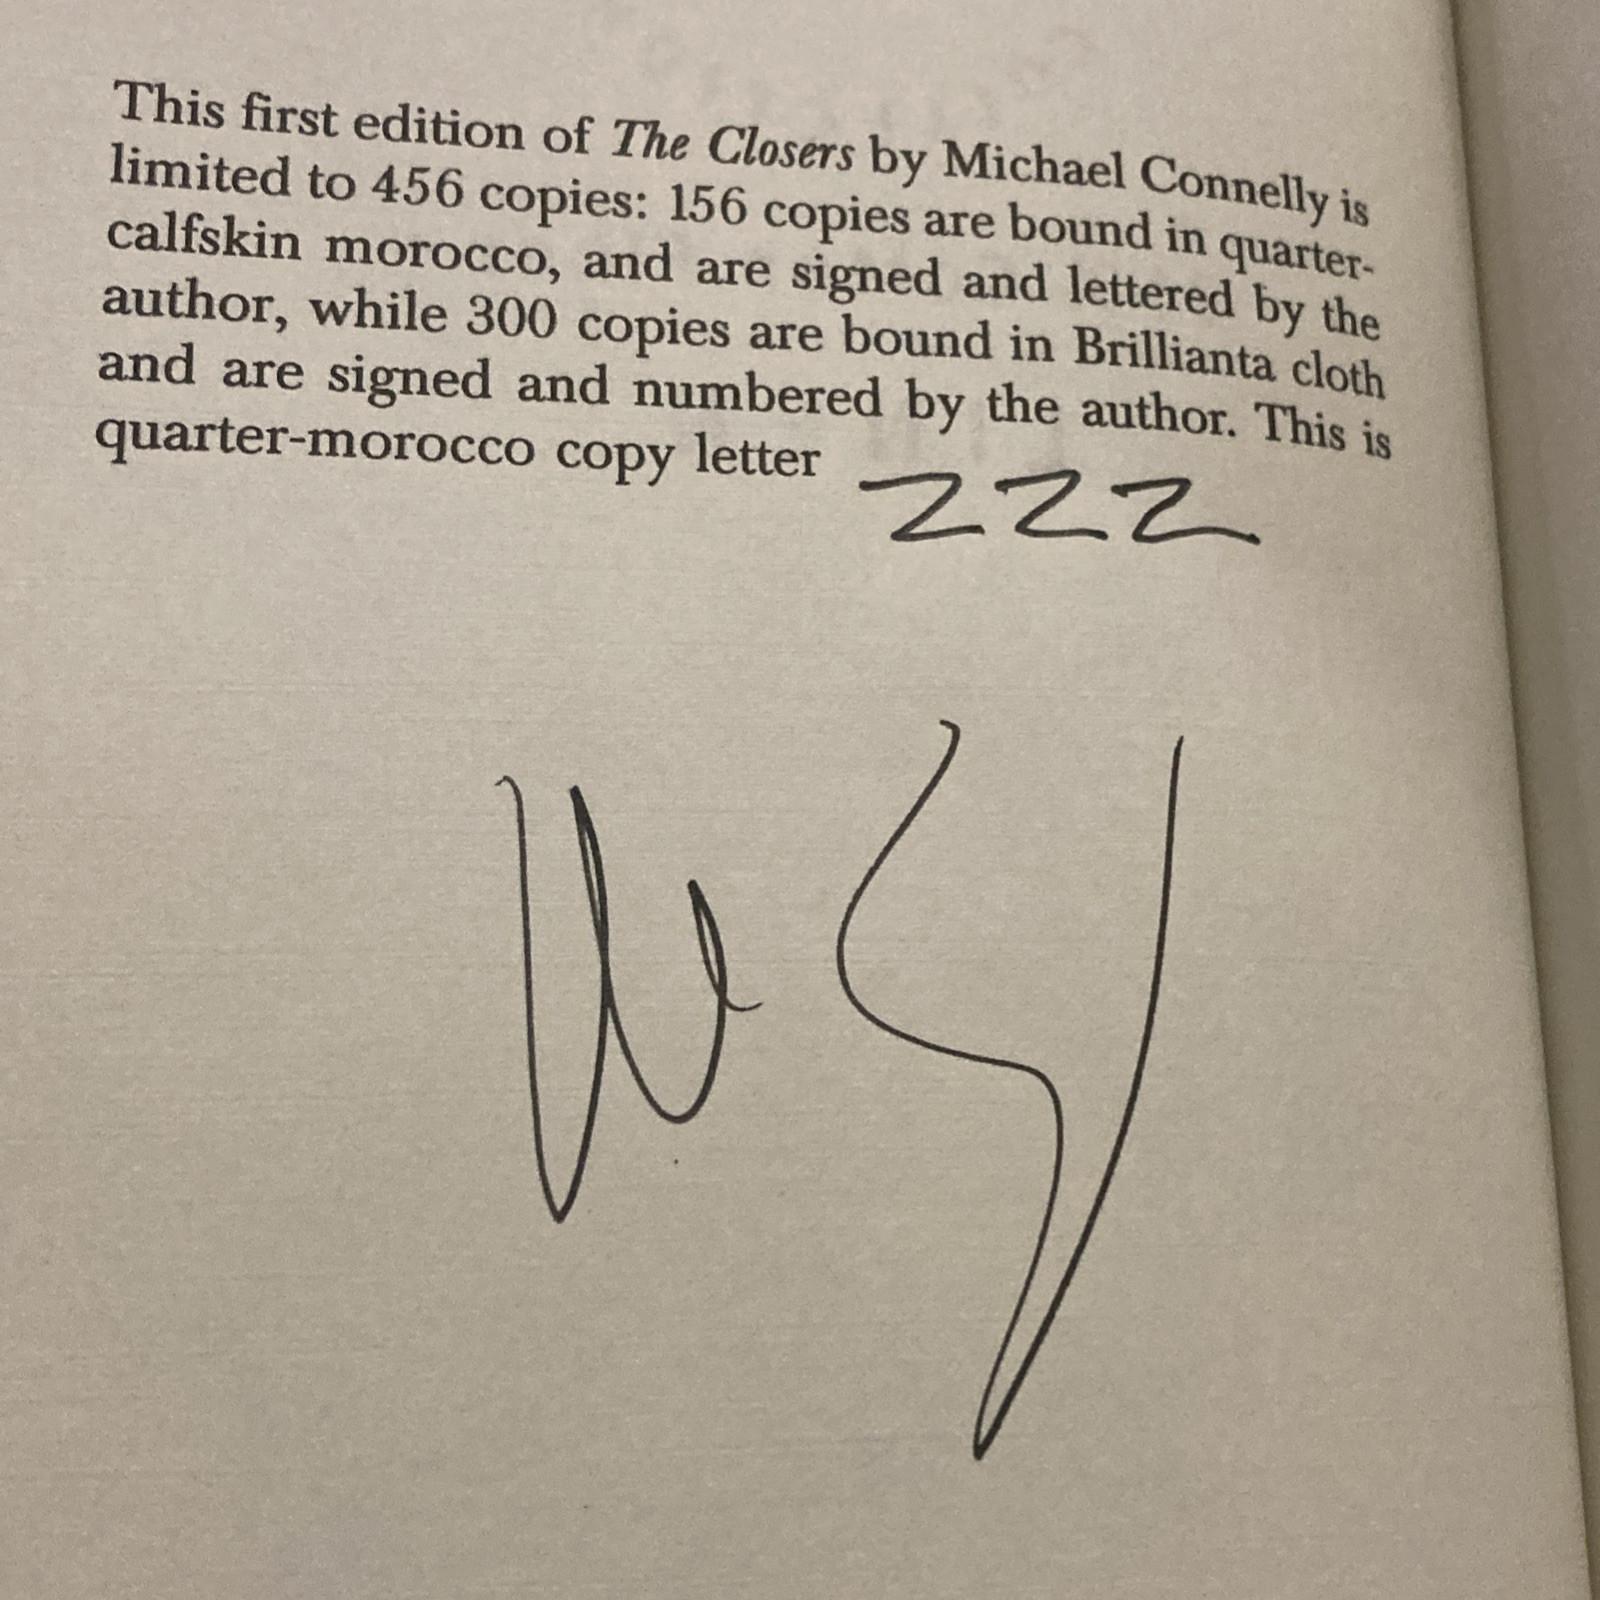 This first edition of The Closers by Michael Connelly is
limited to 456 copies: 156 copies are bound in quarter-
calfskin morocco, and are signed and lettered by the
author, while 300 copies are bound in Brillianta cloth
and are signed and numbered by the author. This is
quarter-morocco copy letter ZZZ